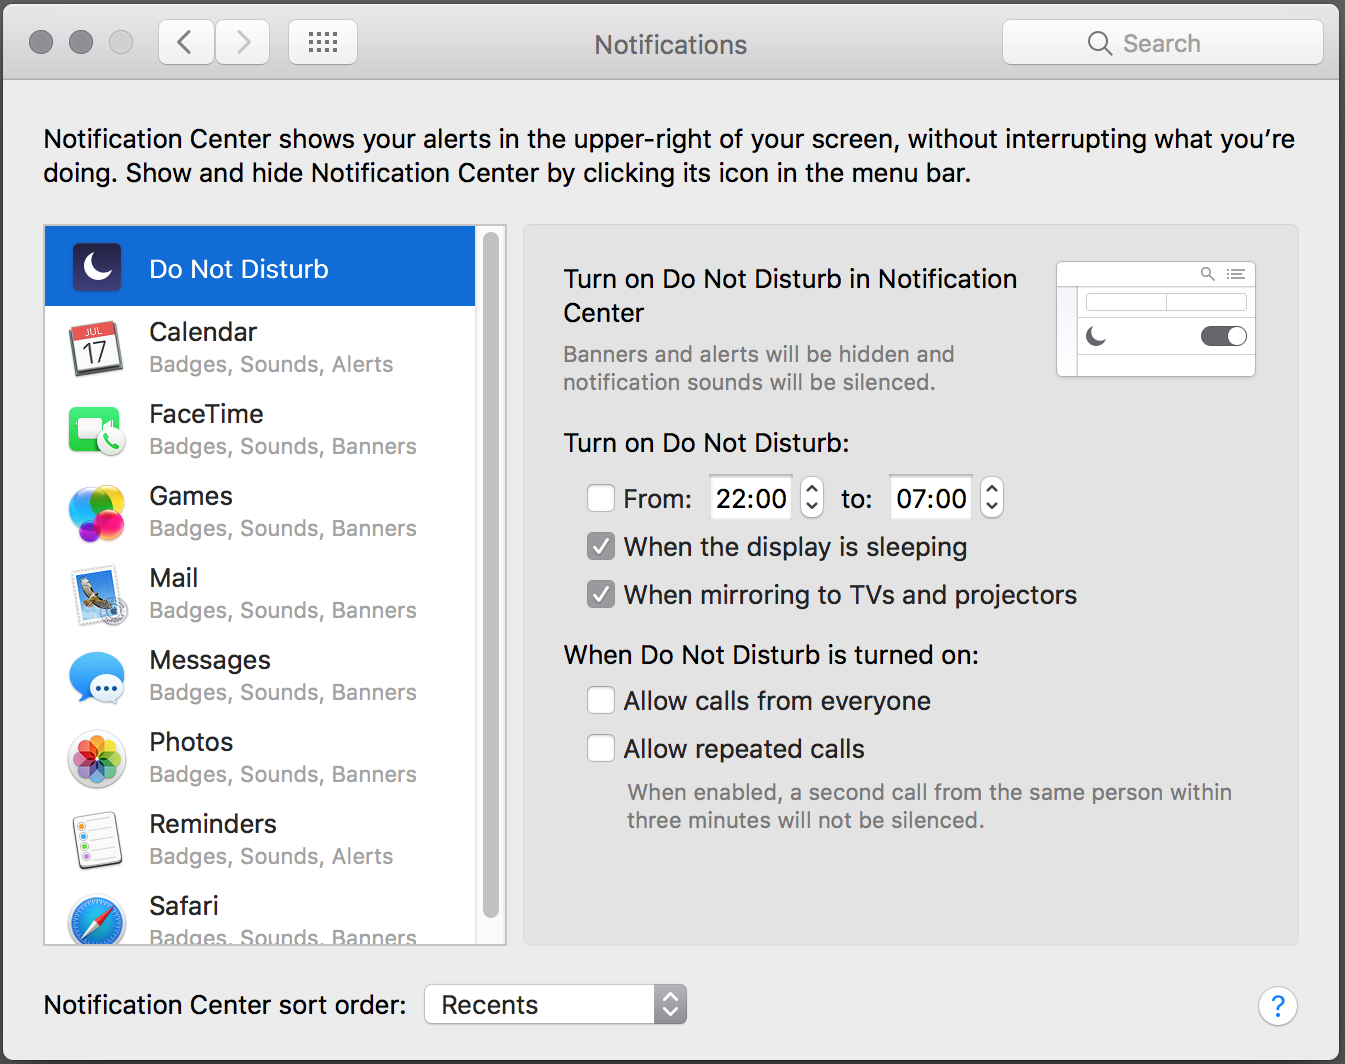 Notifications
Search
Notification Center shows your alerts in the upper-right of your screen, without interrupting what you’re
doing. Show and hide Notification Center by clicking its icon in the menu bar.
Do Not Disturb
JUL
17
Calendar
Badges, Sounds, Alerts
FaceTime
Badges, Sounds, Banners
Games
Badges, Sounds, Banners
Mail
Badges, Sounds, Banners
Messages
Badges, Sounds, Banners
Photos
Badges, Sounds, Banners
Reminders
Badges, Sounds, Alerts
Safari
Badges, Sounds, Banners
Turn on Do Not Disturb in Notification
Center
Banners and alerts will be hidden and
notification sounds will be silenced.
Turn on Do Not Disturb:
From: 22:00 to: 07:00
When the display is sleeping
When mirroring to TVs and projectors
When Do Not Disturb is turned on:
Allow calls from everyone
Allow repeated calls
When enabled, a second call from the same person within
three minutes will not be silenced.
Notification Center sort order: Recents
?